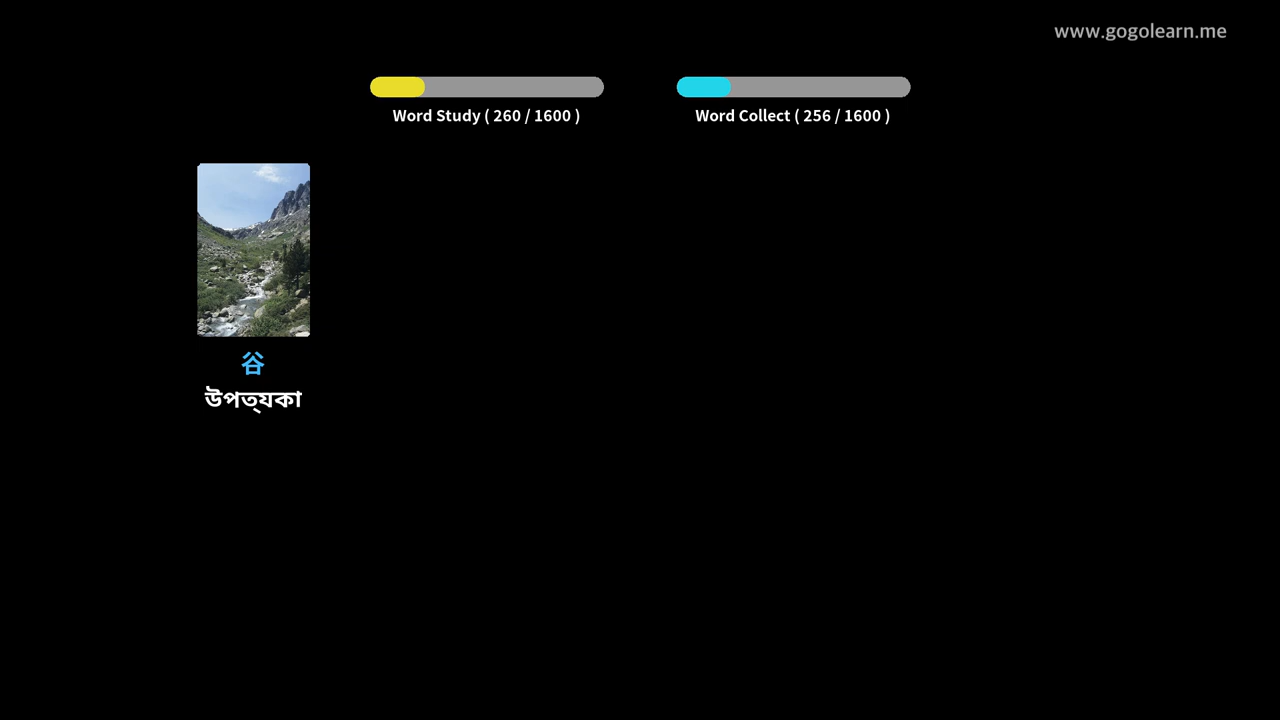 www.gogolearn.me
Word Study ( 260 / 1600 )
Word Collect ( 256 / 1600 )
谷
উপত্যকা